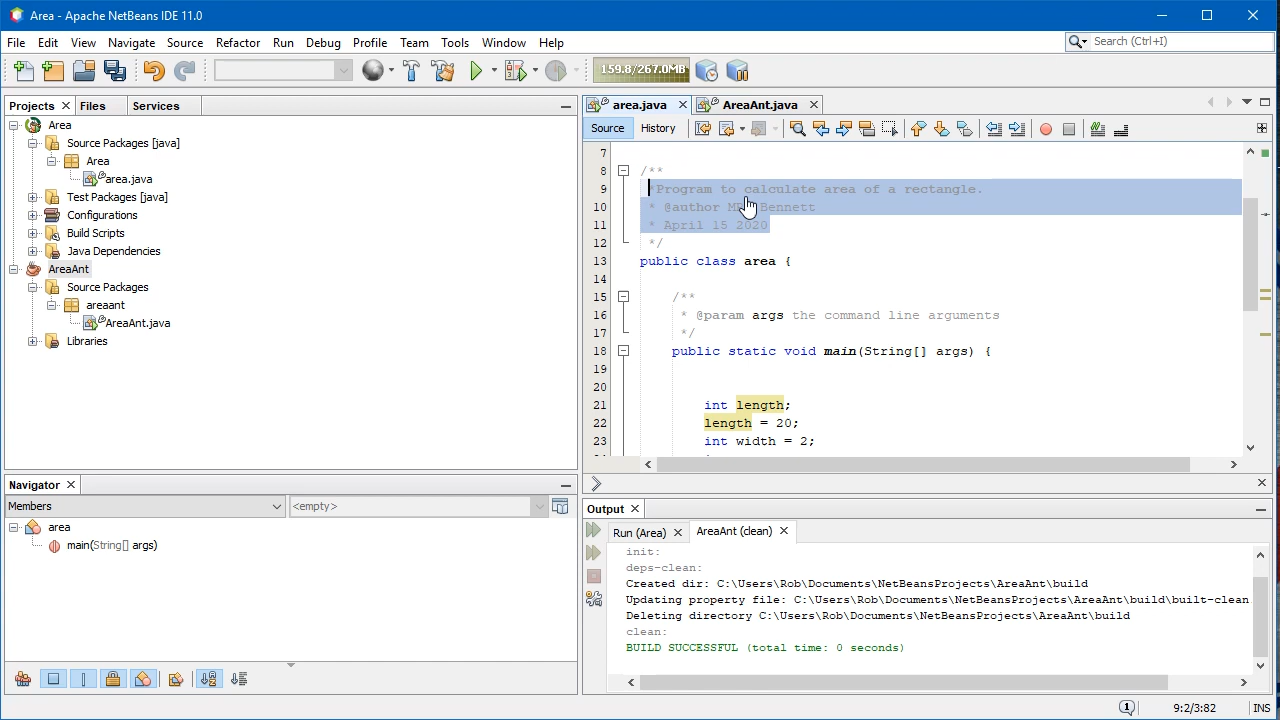 Area - Apache NetBeans IDE 11.0
File Edit View Navigate Source Refactor Run Debug Profile Team Tools Window Help
Search (Ctrl+I)
159.8/267.0MB
Projects Files Services
Area
Source Packages [java]
Area
area.java
Test Packages [java]
Configurations
Build Scripts
Java Dependencies
AreaAnt
Source Packages
areaant
AreaAnt.java
Libraries
Navigator
Members
<empty>
area
main(String[] args)
area.java AreaAnt.java
Source History
7
8 /**
9 *Program to calculate area of a rectangle.
10 * @author Bennett
11 * April 15 2020
12 */
13 public class area {
14
15 /**
16 * @param args the command line arguments
17 */
18 public static void main(String[] args) {
19
20
21 int length;
22 length = 20;
23 int width = 2;
Output
Run (Area) AreaAnt (clean)
init:
deps-clean:
Created dir: C:\Users\Rob\Documents\NetBeansProjects\AreaAnt\build
Updating property file: C:\Users\Rob\Documents\NetBeansProjects\AreaAnt\build\built-clean
Deleting directory C:\Users\Rob\Documents\NetBeansProjects\AreaAnt\build
clean:
BUILD SUCCESSFUL (total time: 0 seconds)
1
9:2/3:82 INS